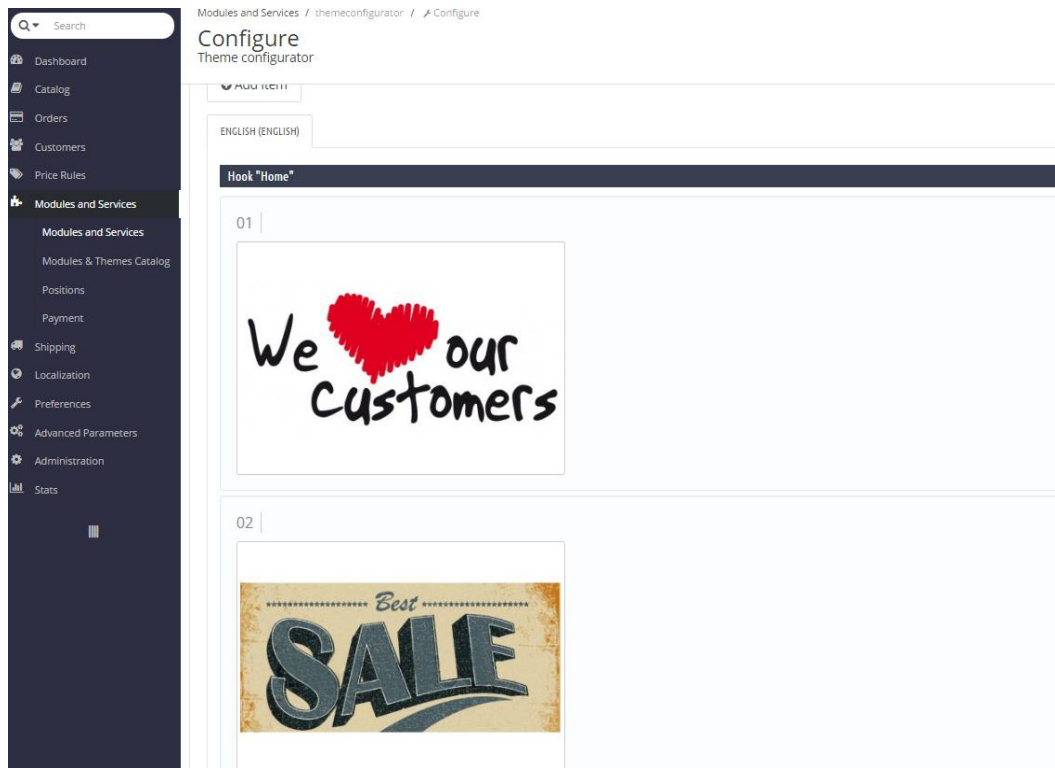 Search
Dashboard
Catalog
Orders
Customers
Price Rules
Modules and Services
Modules and Services
Modules & Themes Catalog
Positions
Payment
Shipping
Localization
Preferences
Advanced Parameters
Administration
Stats
Modules and Services / themeconfigurator / Configure
Configure
Theme configurator
Add item
ENGLISH (ENGLISH)
Hook "Home"
01
We our
customers
02
Best
SALE